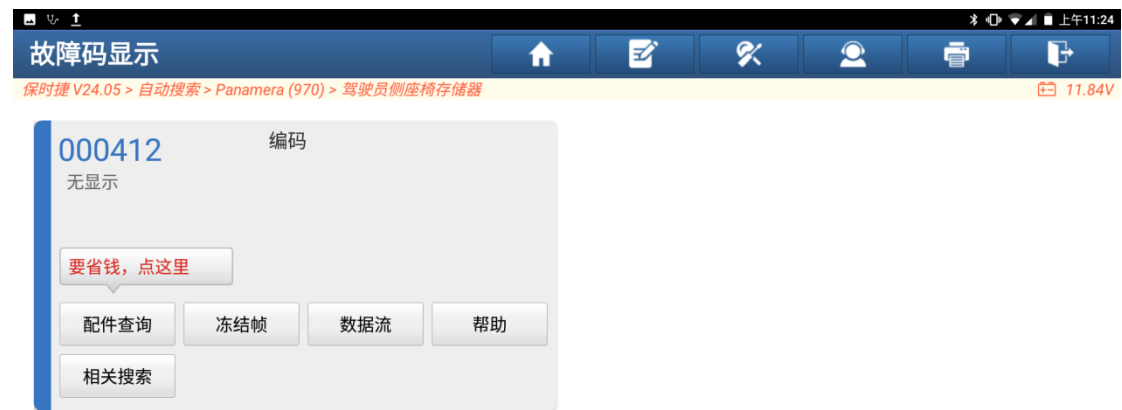 上午11:24
故障码显示
保时捷 V24.05 > 自动搜索 > Panamera (970) > 驾驶员侧座椅存储器
11.84V
000412
编码
无显示
要省钱，点这里
配件查询
冻结帧
数据流
帮助
相关搜索